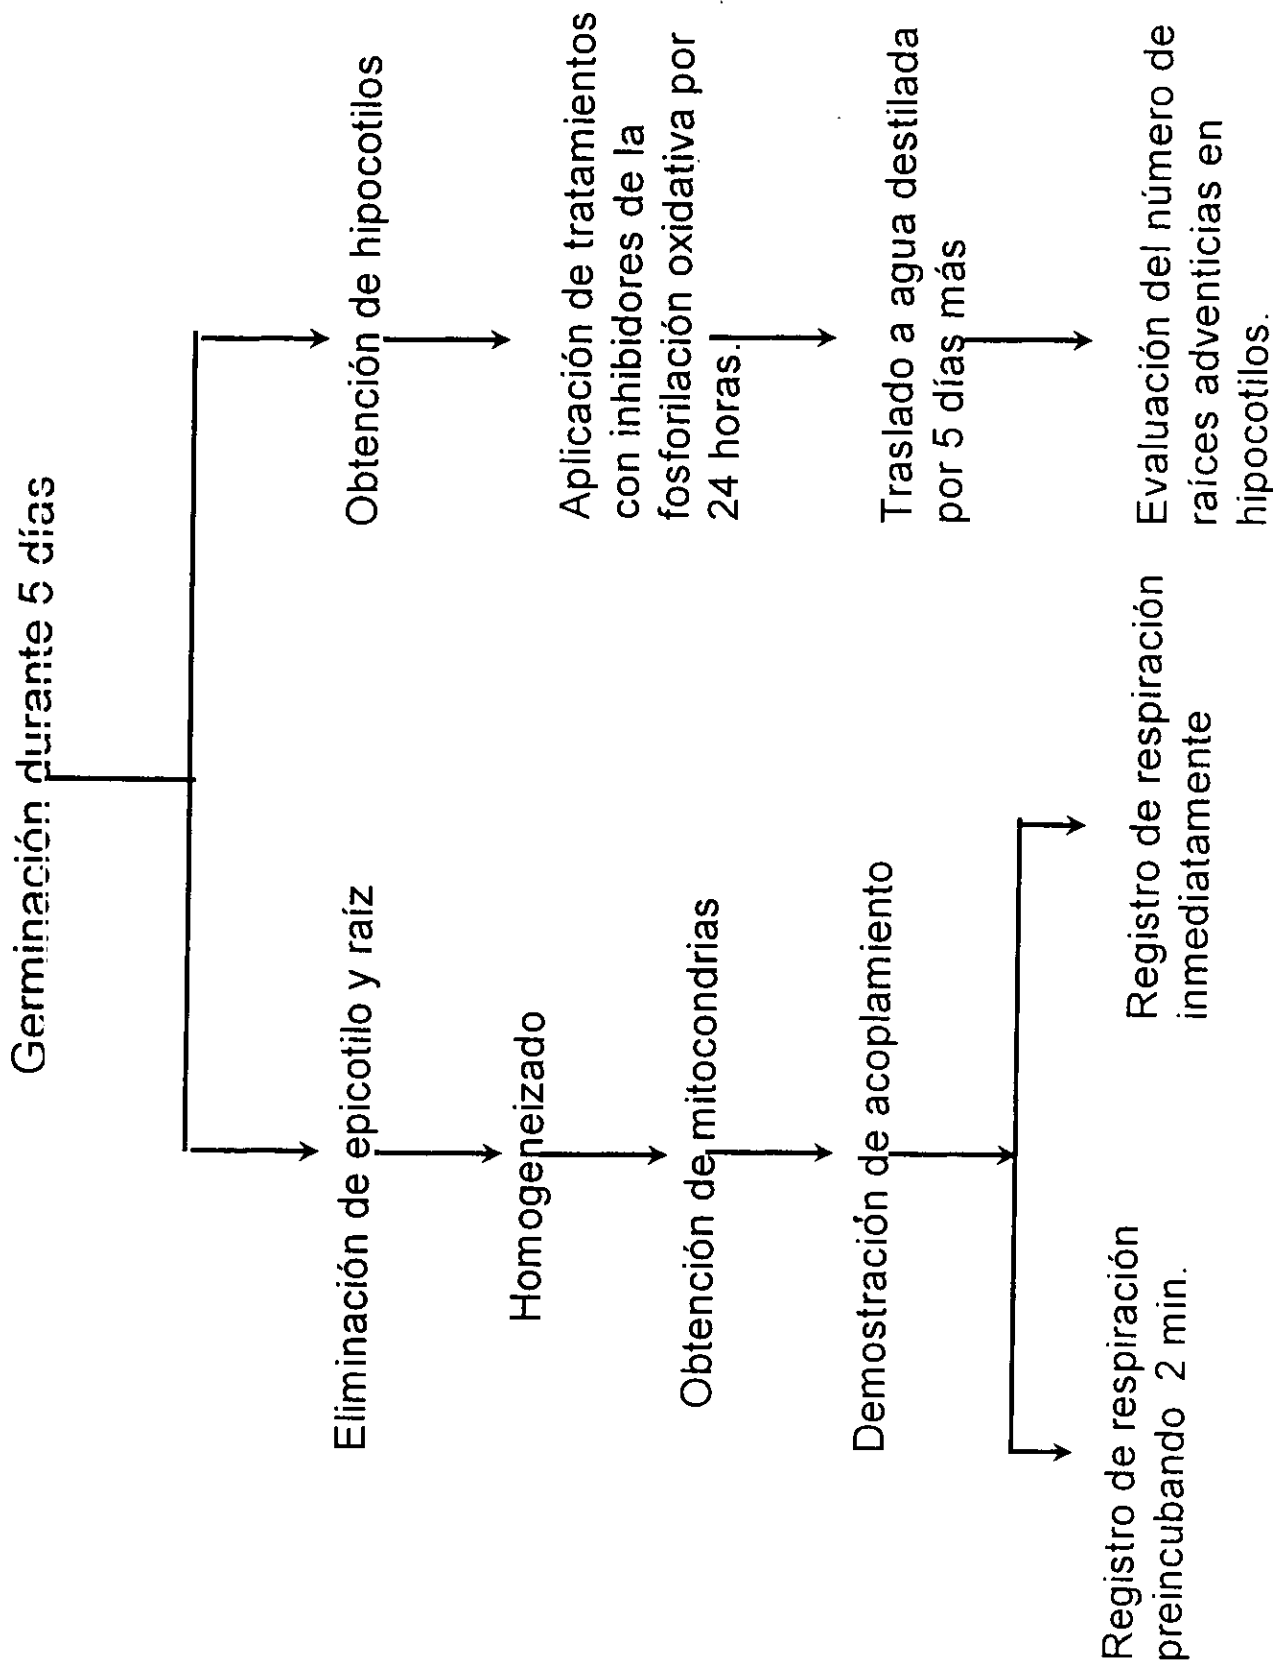 Germinación durante 5 días
Eliminación de epicotilo y raíz
Homogeneizado
Obtención de mitocondrias
Demostración de acoplamiento
Registro de respiración
preincubando 2 min.
Registro de respiración
inmediatamente
Obtención de hipocotilos
Aplicación de tratamientos
con inhibidores de la
fosforilación oxidativa por
24 horas.
Traslado a agua destilada
por 5 días más
Evaluación del número de
raíces adventicias en
hipocotilos.